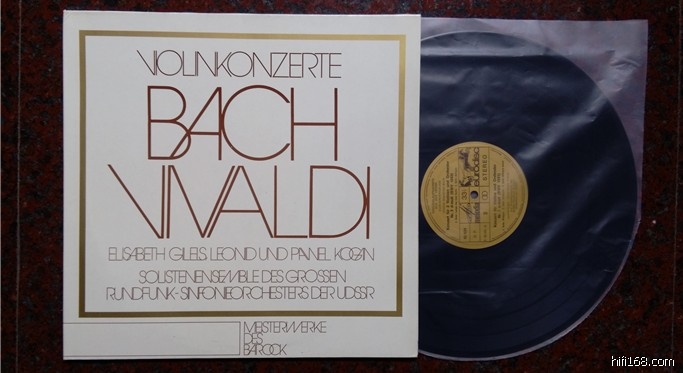 VIOLINKONZERTE
BACH
VIVALDI
ELISABETH GILELS, LEONID UND PAWEL KOGAN
SOLISTENENSEMBLE DES GROSSEN
RUNDFUNK-SINFONIEORCHESTERS DER UDSSR
MEISTERWERKE
DES
BAROCK
eurodisc
STEREO
hifi168.com